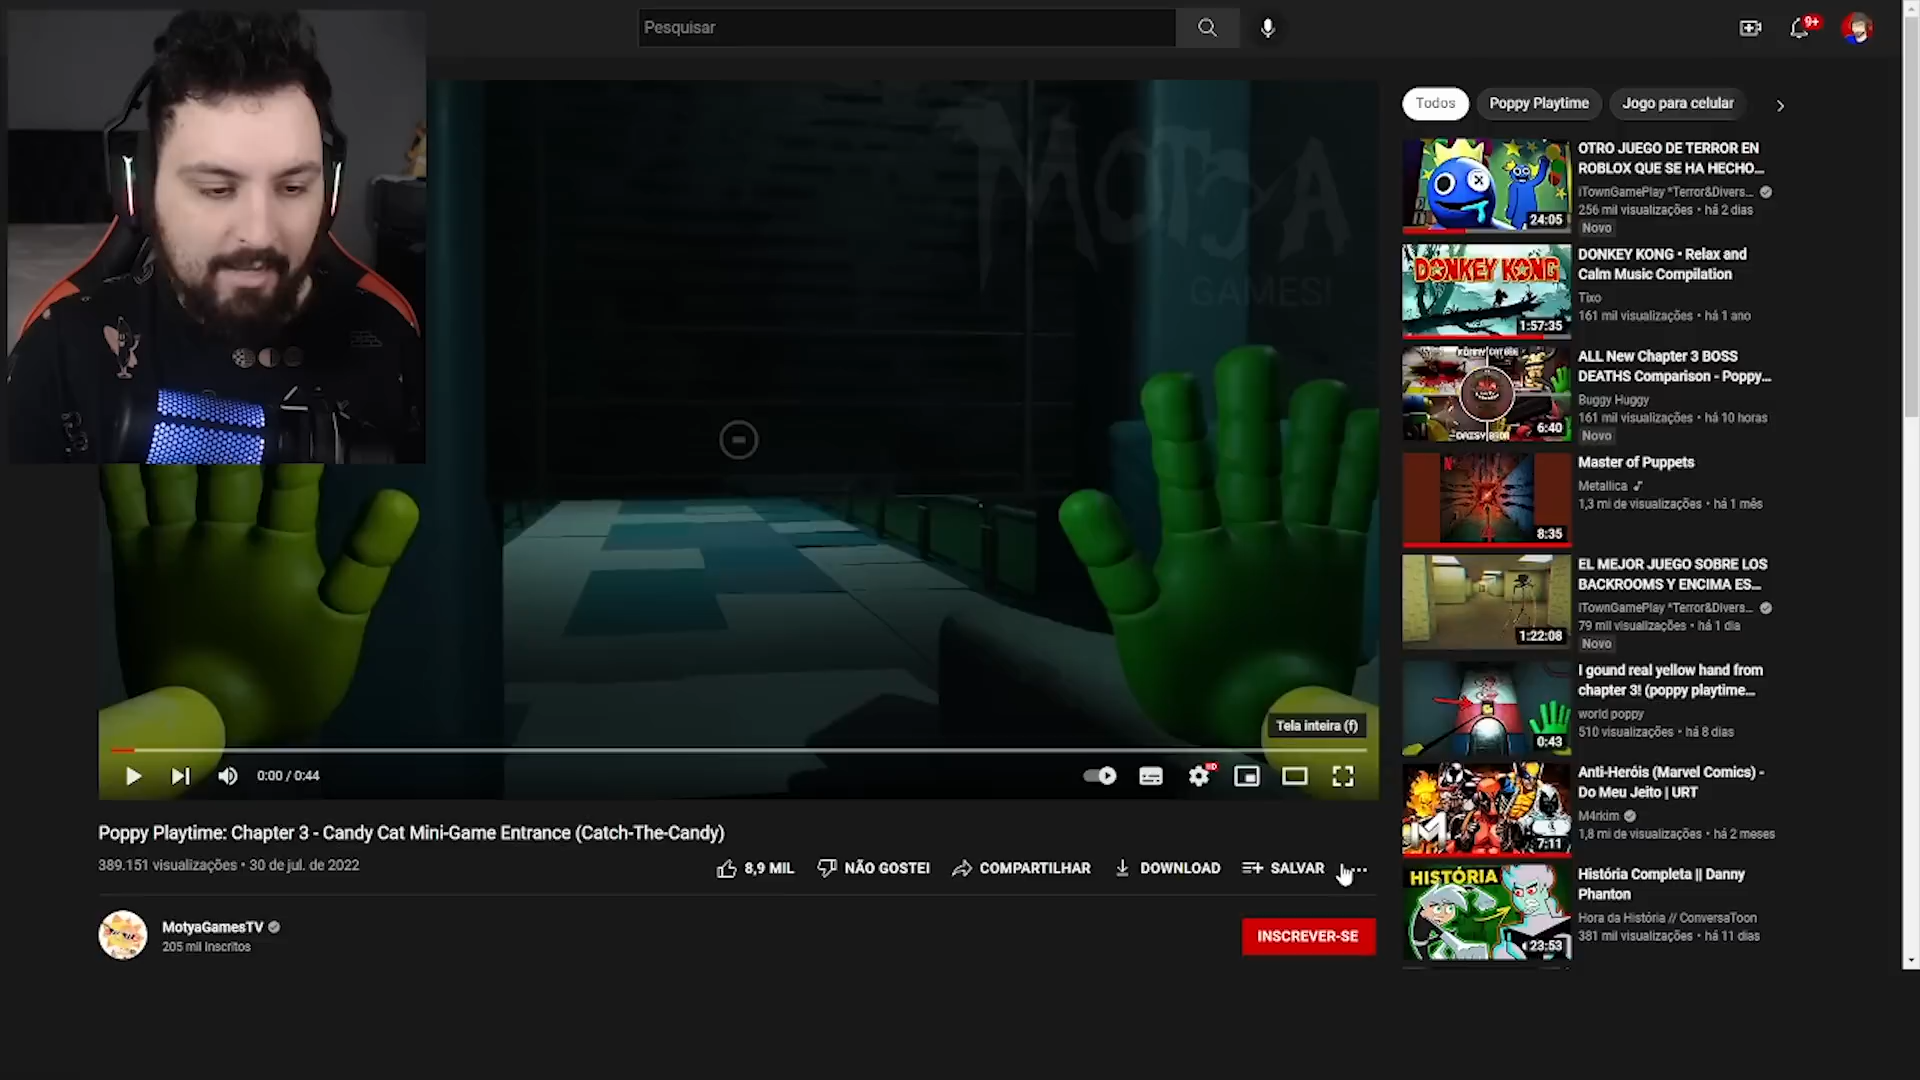 Pesquisar
9+
MOTYA
GAMES!
Tela inteira (f)
0:00 / 0:44
HD
Poppy Playtime: Chapter 3 - Candy Cat Mini-Game Entrance (Catch-The-Candy)
389.151 visualizações • 30 de jul. de 2022
8,9 MIL
NÃO GOSTEI
COMPARTILHAR
DOWNLOAD
SALVAR
MotyaGamesTV
205 mil inscritos
INSCREVER-SE
Todos
Poppy Playtime
Jogo para celular
24:05
OTRO JUEGO DE TERROR EN
ROBLOX QUE SE HA HECHO...
iTownGamePlay *Terror&Divers...
256 mil visualizações • há 2 dias
Novo
DONKEY KONG
1:57:35
DONKEY KONG • Relax and
Calm Music Compilation
Tixo
161 mil visualizações • há 1 ano
6:40
ALL New Chapter 3 BOSS
DEATHS Comparison - Poppy...
Buggy Huggy
161 mil visualizações • há 10 horas
Novo
N
8:35
Master of Puppets
Metallica
1,3 mi de visualizações • há 1 mês
1:22:08
EL MEJOR JUEGO SOBRE LOS
BACKROOMS Y ENCIMA ES...
iTownGamePlay *Terror&Divers...
79 mil visualizações • há 1 dia
Novo
0:43
I gound real yellow hand from
chapter 3! (poppy playtime...
world poppy
510 visualizações • há 8 dias
M
7:11
Anti-Heróis (Marvel Comics) -
Do Meu Jeito | URT
M4rkim
1,8 mi de visualizações • há 2 meses
HISTÓRIA
23:53
História Completa || Danny
Phanton
Hora da História // ConversaToon
381 mil visualizações • há 11 dias